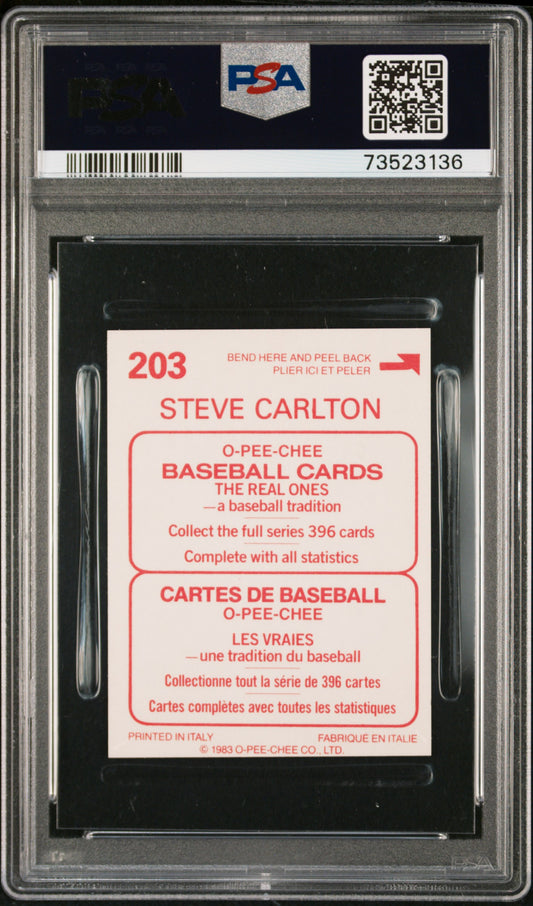 PSA
PSA
73523136
203
BEND HERE AND PEEL BACK
PLIER ICI ET PELER
STEVE CARLTON
O-PEE-CHEE
BASEBALL CARDS
THE REAL ONES
—a baseball tradition
Collect the full series 396 cards
Complete with all statistics
CARTES DE BASEBALL
O-PEE-CHEE
LES VRAIES
—une tradition du baseball
Collectionne tout la série de 396 cartes
Cartes complètes avec toutes les statistiques
PRINTED IN ITALY FABRIQUÉ EN ITALIE
© 1983 O-PEE-CHEE CO., LTD.
PSA